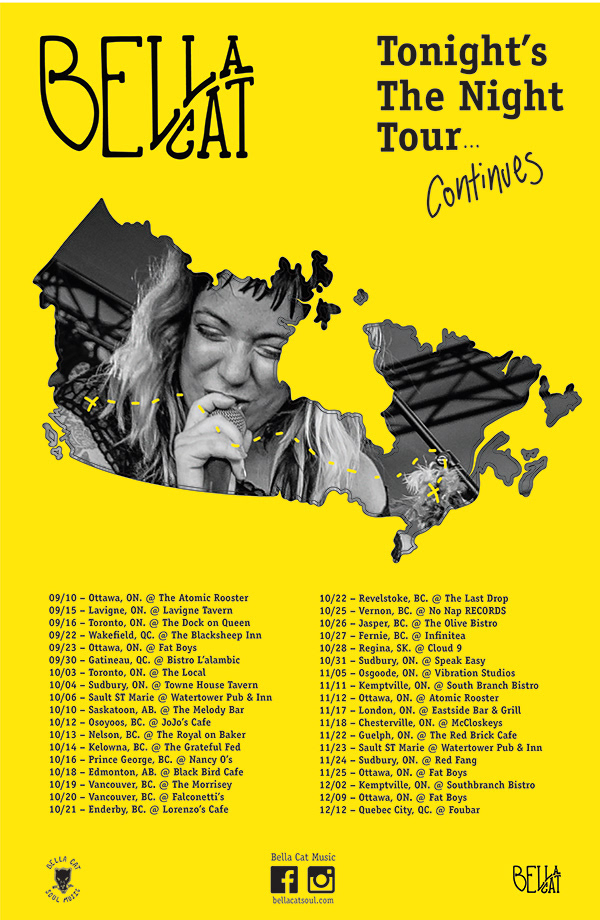 BELLA
CAT
Tonight's
The Night
Tour...
Continues
09/10 – Ottawa, ON. @ The Atomic Rooster
09/15 – Lavigne, ON. @ Lavigne Tavern
09/16 – Toronto, ON. @ The Dock on Queen
09/22 – Wakefield, QC. @ The Blacksheep Inn
09/23 – Ottawa, ON. @ Fat Boys
09/30 – Gatineau, QC. @ Bistro L'alambic
10/03 – Toronto, ON. @ The Local
10/04 – Sudbury, ON. @ Towne House Tavern
10/06 – Sault ST Marie @ Watertower Pub & Inn
10/10 – Saskatoon, AB. @ The Melody Bar
10/12 – Osoyoos, BC. @ JoJo's Cafe
10/13 – Nelson, BC. @ The Royal on Baker
10/14 – Kelowna, BC. @ The Grateful Fed
10/16 – Prince George, BC. @ Nancy O's
10/18 – Edmonton, AB. @ Black Bird Cafe
10/19 – Vancouver, BC. @ The Morrisey
10/20 – Vancouver, BC. @ Falconetti's
10/21 – Enderby, BC. @ Lorenzo's Cafe
10/22 – Revelstoke, BC. @ The Last Drop
10/25 – Vernon, BC. @ No Nap RECORDS
10/26 – Jasper, BC. @ The Olive Bistro
10/27 – Fernie, BC. @ Infinitea
10/28 – Regina, SK. @ Cloud 9
10/31 – Sudbury, ON. @ Speak Easy
11/05 – Osgoode, ON. @ Vibration Studios
11/11 – Kemptville, ON. @ South Branch Bistro
11/12 – Ottawa, ON. @ Atomic Rooster
11/17 – London, ON. @ Eastside Bar & Grill
11/18 – Chesterville, ON. @ McCloskeys
11/22 – Guelph, ON. @ The Red Brick Cafe
11/23 – Sault ST Marie @ Watertower Pub & Inn
11/24 – Sudbury, ON. @ Red Fang
11/25 – Ottawa, ON. @ Fat Boys
12/02 – Kemptville, ON. @ Southbranch Bistro
12/09 – Ottawa, ON. @ Fat Boys
12/12 – Quebec City, QC. @ Foubar
BELLA CAT
SOUL MUSIC
Bella Cat Music
bellacatsoul.com
BELLA
CAT